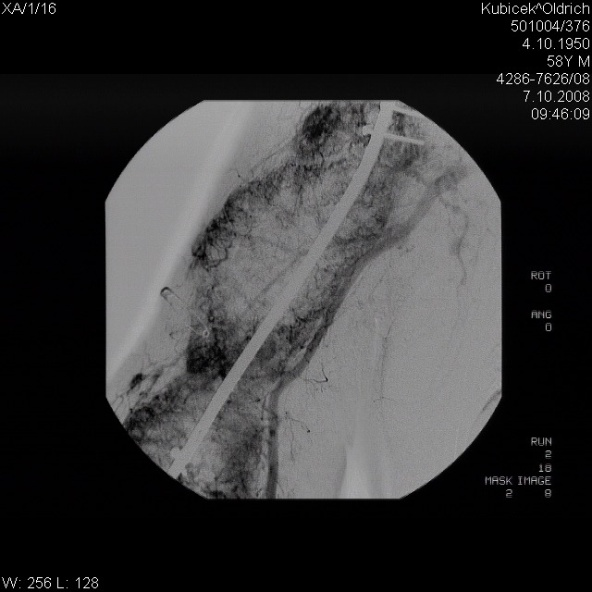 XA/1/16
Kubicek^Oldrich
501004/376
4.10.1950
58Y M
4286-7626/08
7.10.2008
09:46:09
ROT
0
ANG
0
RUN
2
18
MASK IMAGE
2 8
W: 256 L: 128